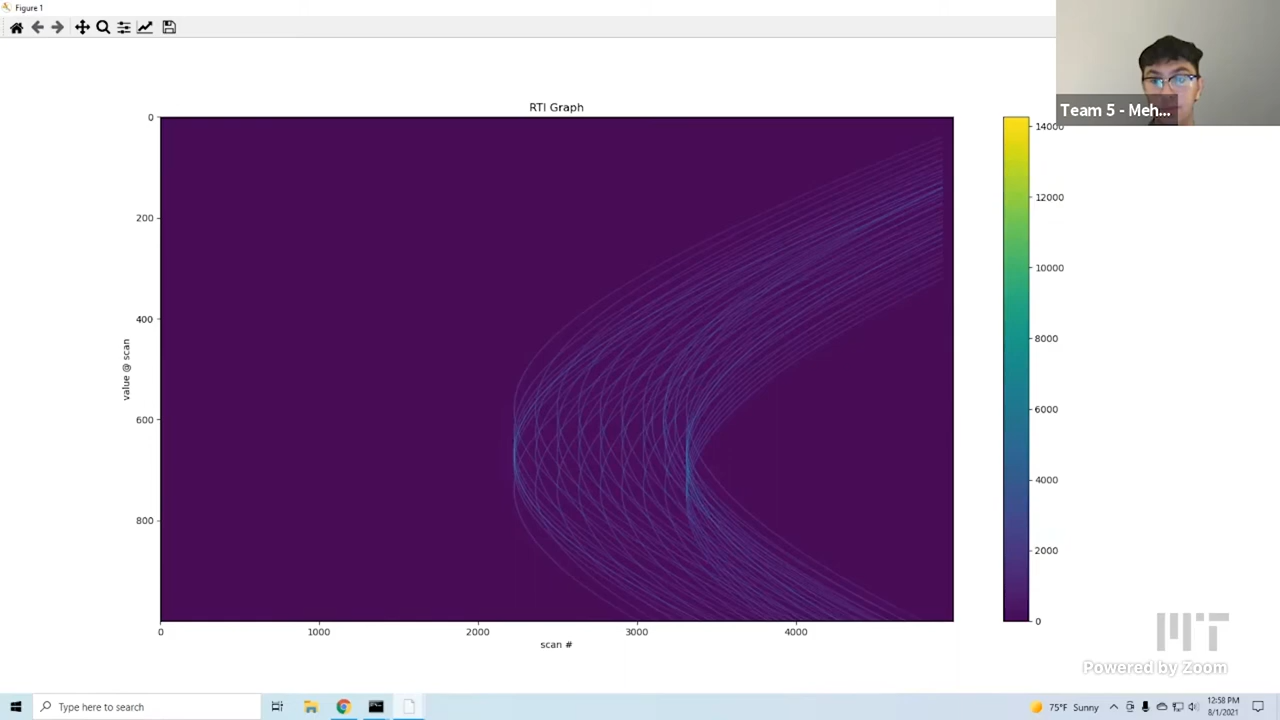 Figure 1
Team 5 - Meh...
RTI Graph
0
200
400
600
800
value @ scan
0
1000
2000
3000
4000
scan #
14000
12000
10000
8000
6000
4000
2000
0
MIT
Powered by Zoom
Type here to search
75°F Sunny
12:58 PM
8/1/2021